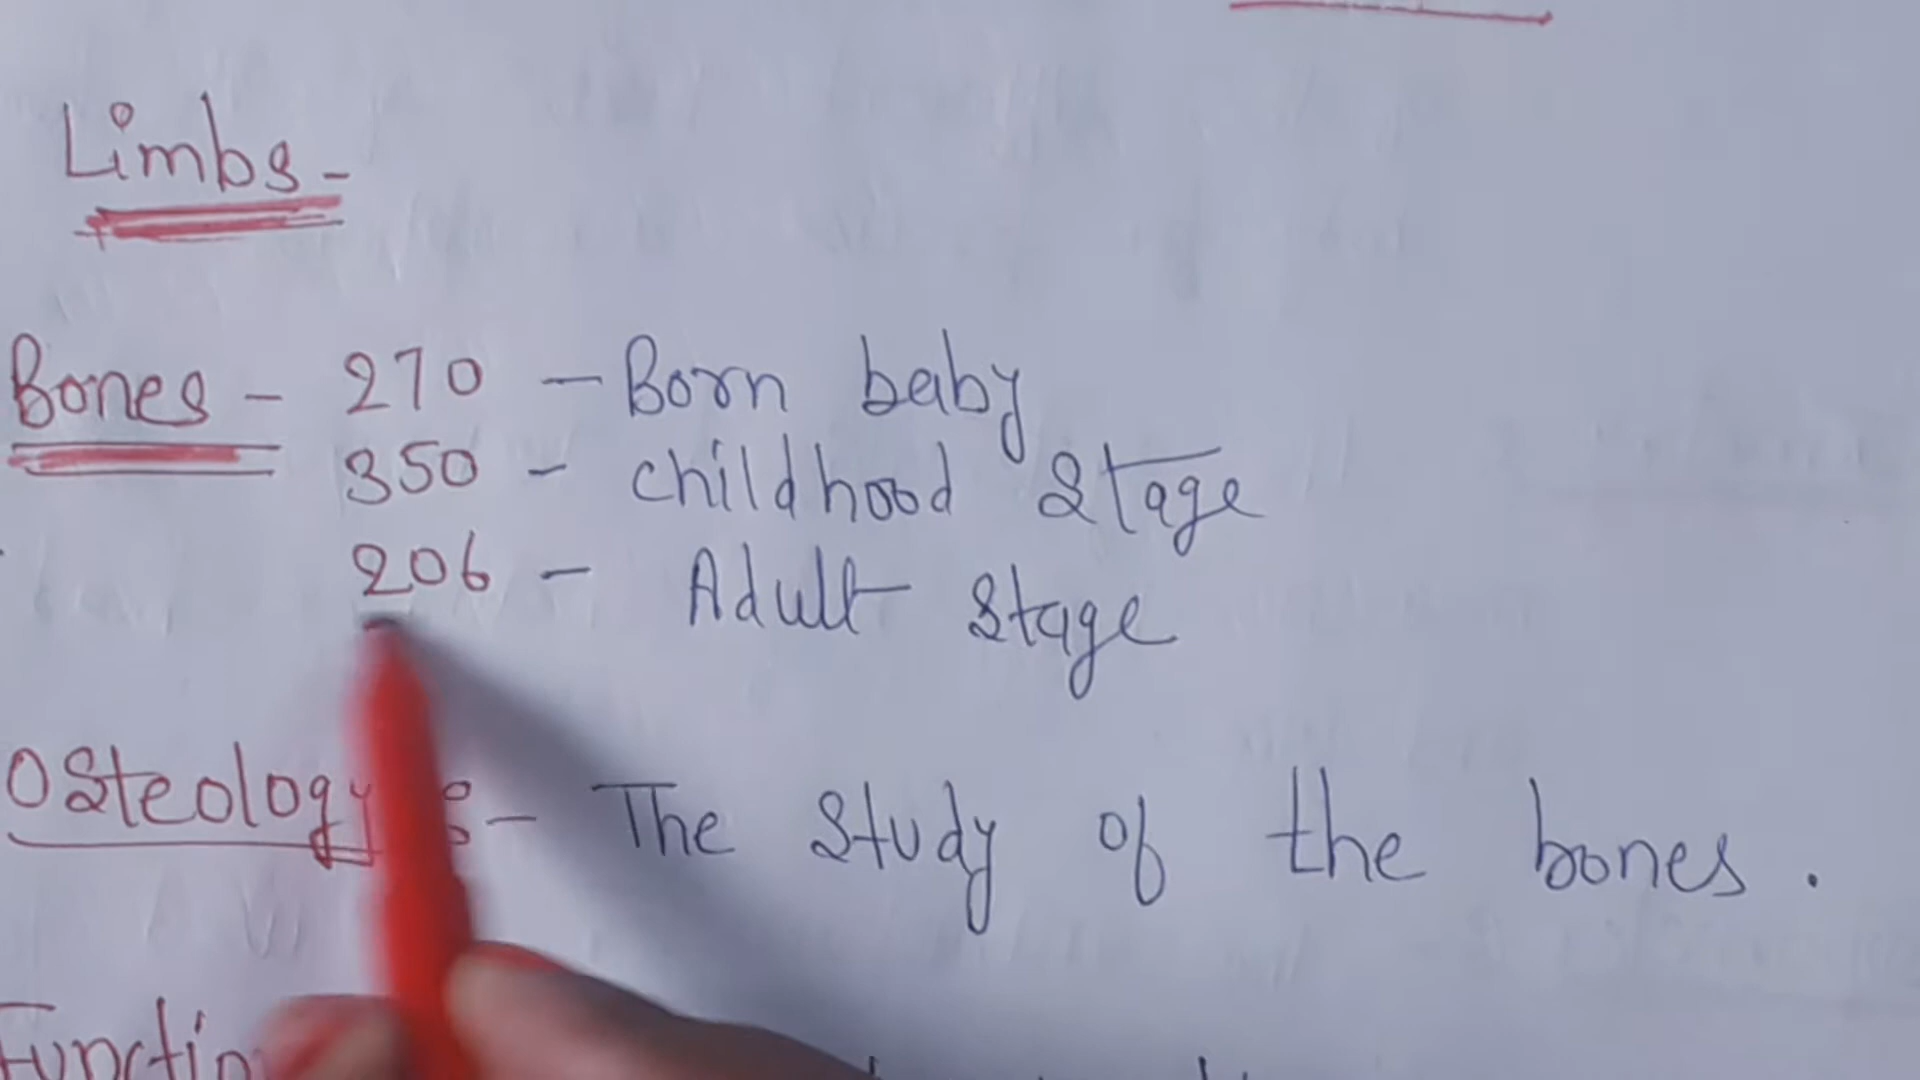 Limbs -
Bones - 270 - Born baby
350 - Childhood Stage
206 - Adult Stage
Osteology :- The Study of the bones.